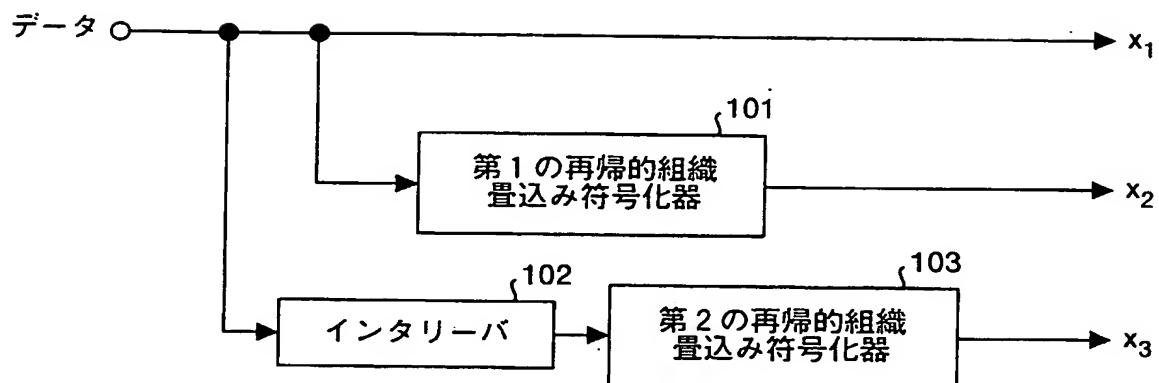 データ
x1
101
第1の再帰的組織
畳込み符号化器
x2
102
インタリーバ
103
第2の再帰的組織
畳込み符号化器
x3